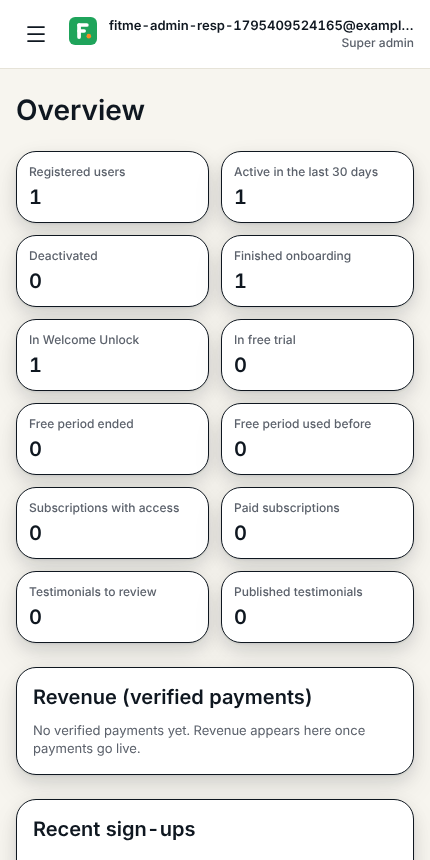 F.
fitme-admin-resp-1795409524165@exampl...
Super admin
Overview
Registered users
1
Active in the last 30 days
1
Deactivated
0
Finished onboarding
1
In Welcome Unlock
1
In free trial
0
Free period ended
0
Free period used before
0
Subscriptions with access
0
Paid subscriptions
0
Testimonials to review
0
Published testimonials
0
Revenue (verified payments)
No verified payments yet. Revenue appears here once
payments go live.
Recent sign-ups